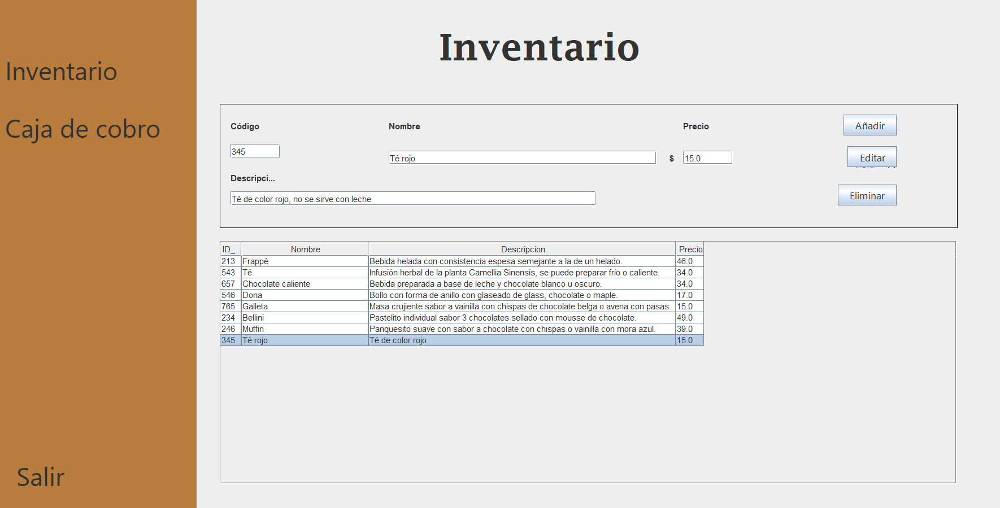 Inventario
Caja de cobro
Salir
Inventario
Código Nombre Precio Añadir
345 Té rojo $ 15.0 Editar
Descripci...
Té de color rojo, no se sirve con leche Eliminar
ID_... Nombre Descripcion Precio
213 Frappé Bebida helada con consistencia espesa semejante a la de un helado. 46.0
543 Té Infusión herbal de la planta Camellia Sinensis, se puede preparar frío o caliente. 34.0
657 Chocolate caliente Bebida preparada a base de leche y chocolate blanco u oscuro. 34.0
546 Dona Bollo con forma de anillo con glaseado de glass, chocolate o maple. 17.0
765 Galleta Masa crujiente sabor a vainilla con chispas de chocolate belga o avena con pasas. 15.0
234 Bellini Pastelito individual sabor 3 chocolates sellado con mousse de chocolate. 49.0
246 Muffin Panquesito suave con sabor a chocolate con chispas o vainilla con mora azul. 39.0
345 Té rojo Té de color rojo 15.0